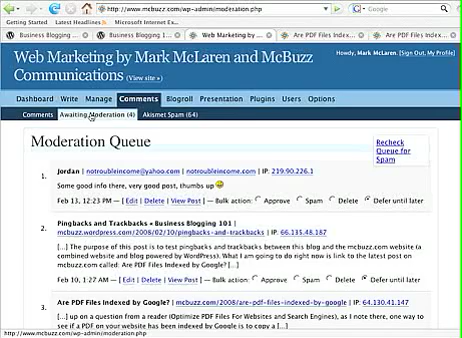 http://www.mcbuzz.com/wp-admin/moderation.php
Google
Getting Started Latest Headlines Microsoft Internet Ex...
Business Blogging ... Business Blogging 1... Web Marketing by ... Are PDF Files Index... Are PDF Files Index...
Web Marketing by Mark McLaren and McBuzz
Communications (View site »)
Howdy, Mark McLaren. [Sign Out, My Profile]
Dashboard Write Manage Comments Blogroll Presentation Plugins Users Options
Comments Awaiting Moderation (4) Akismet Spam (64)
Moderation Queue
Recheck
Queue for
Spam
1. Jordan | notroubleincome@yahoo.com | notroubleincome.com | IP: 219.90.226.1
Some good info there, very good post, thumbs up
Feb 13, 12:23 PM — [ Edit | Delete | View Post ] — Bulk action: Approve Spam Delete Defer until later
2. Pingbacks and Trackbacks « Business Blogging 101 |
mcbuzz.wordpress.com/2008/02/10/pingbacks-and-trackbacks | IP: 66.135.48.187
[...] The purpose of this post is to test pingbacks and trackbacks between this blog and the mcbuzz.com website (a
combined website and blog powered by WordPress). What I am going to do right now is link to the latest post on
mcbuzz.com called: Are PDF Files Indexed by Google? [...]
Feb 10, 1:27 AM — [ Edit | Delete | View Post ] — Bulk action: Approve Spam Delete Defer until later
3. Are PDF Files Indexed by Google? | mcbuzz.com/2008/are-pdf-files-indexed-by-google | IP: 64.130.41.147
[...] up on a question from a reader (Optimize PDF Files For Websites and Search Engines), as I not there, one way to
see if a PDF on your website has been indexed by Google is to copy a [...]
http://www.mcbuzz.com/wp-admin/moderation.php